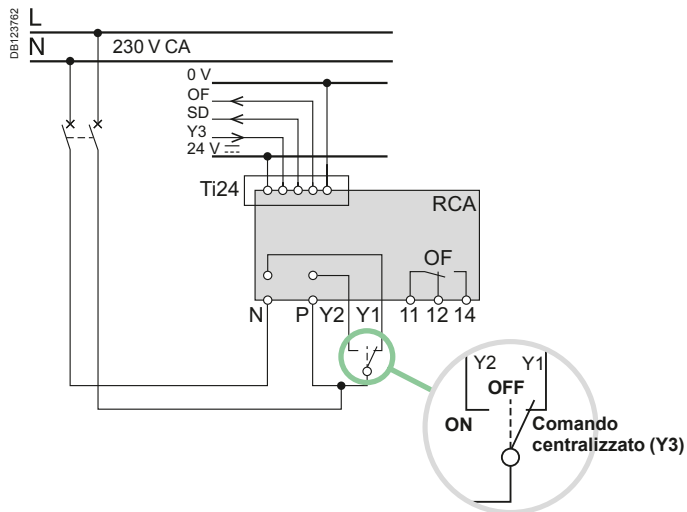 DB123762
L
N
230 V CA
0 V
OF
SD
Y3
24 V
Ti24
RCA
OF
N P Y2 Y1 11 12 14
Y2 Y1
OFF
ON
Comando
centralizzato (Y3)